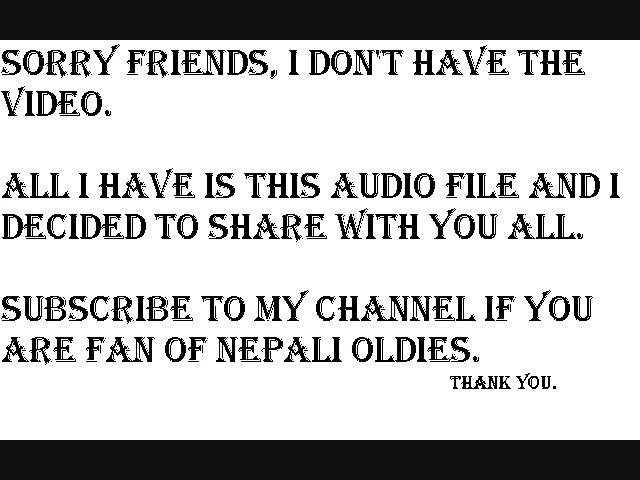 SORRY FRIENDS, I DON'T HAVE THE
VIDEO.
ALL I HAVE IS THIS AUDIO FILE AND I
DECIDED TO SHARE WITH YOU ALL.
SUBSCRIBE TO MY CHANNEL IF YOU
ARE FAN OF NEPALI OLDIES.
THANK YOU.